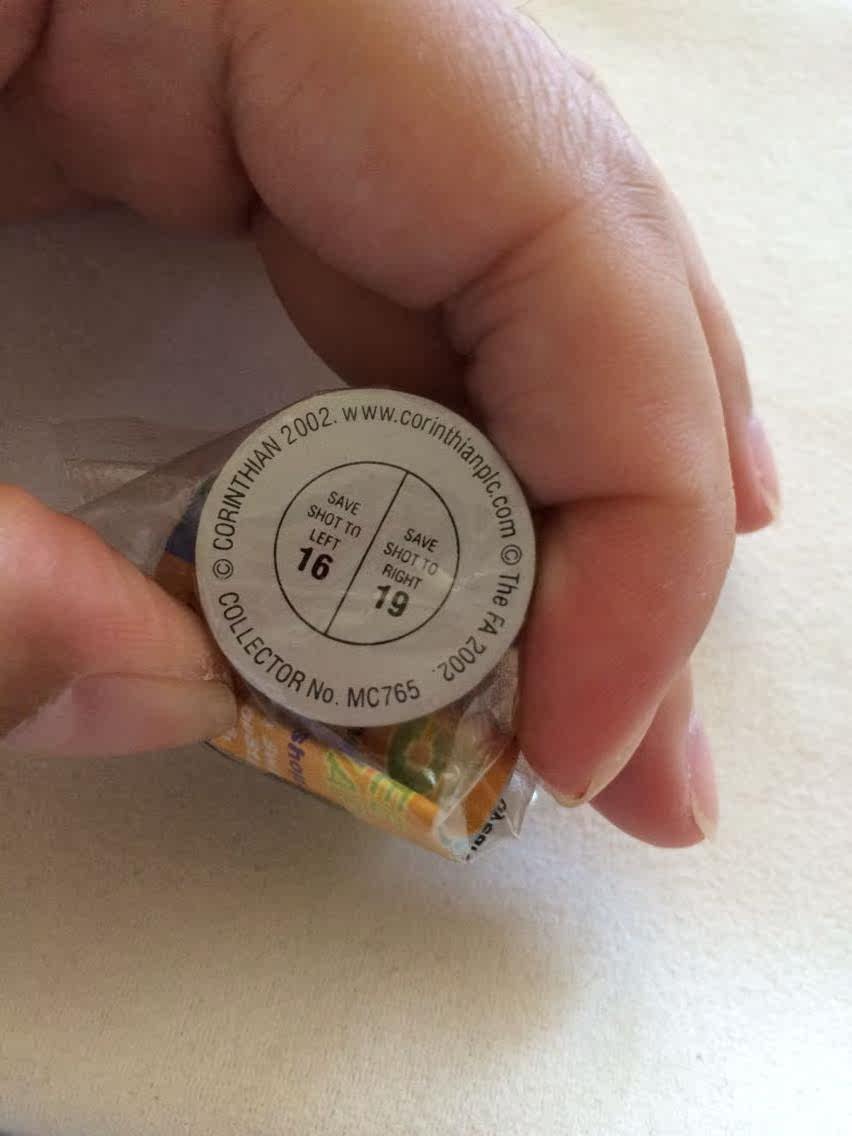 © CORINTHIAN 2002. www.corinthianplc.com © The FA 2002.
COLLECTOR No. MC765
SAVE
SHOT TO
LEFT
16
SAVE
SHOT TO
RIGHT
19